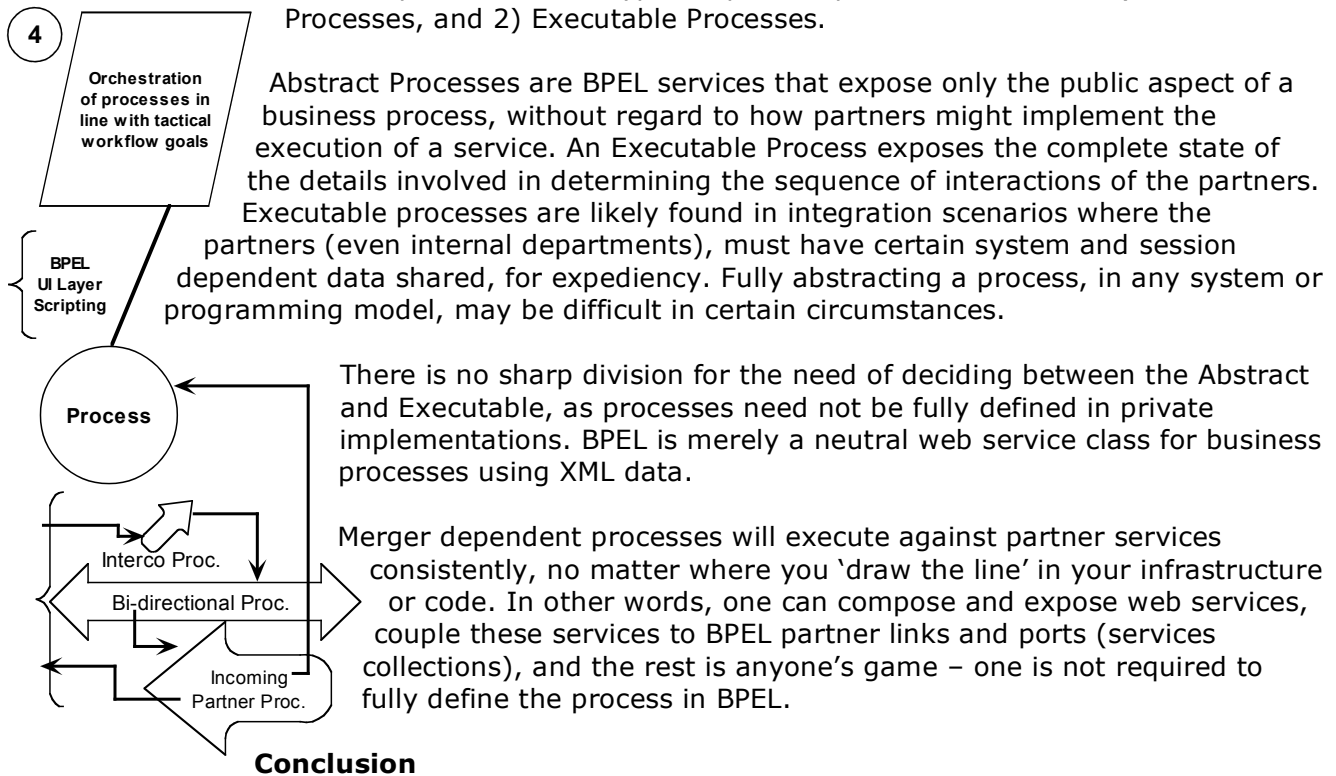 Processes, and 2) Executable Processes.
4
Orchestration
of processes in
line with tactical
workflow goals
Abstract Processes are BPEL services that expose only the public aspect of a
business process, without regard to how partners might implement the
execution of a service. An Executable Process exposes the complete state of
the details involved in determining the sequence of interactions of the partners.
Executable processes are likely found in integration scenarios where the
partners (even internal departments), must have certain system and session
dependent data shared, for expediency. Fully abstracting a process, in any system or
programming model, may be difficult in certain circumstances.
BPEL
UI Layer
Scripting
Process
There is no sharp division for the need of deciding between the Abstract
and Executable, as processes need not be fully defined in private
implementations. BPEL is merely a neutral web service class for business
processes using XML data.
Interco Proc.
Bi-directional Proc.
Incoming
Partner Proc.
Merger dependent processes will execute against partner services
consistently, no matter where you ‘draw the line’ in your infrastructure
or code. In other words, one can compose and expose web services,
couple these services to BPEL partner links and ports (services
collections), and the rest is anyone’s game – one is not required to
fully define the process in BPEL.
Conclusion